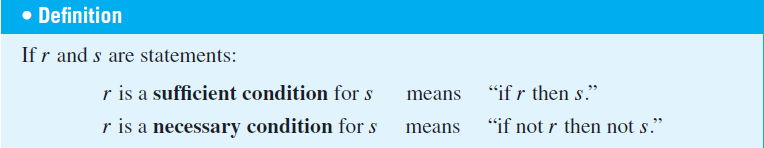 • Definition
If r and s are statements:
r is a sufficient condition for s means “if r then s.”
r is a necessary condition for s means “if not r then not s.”